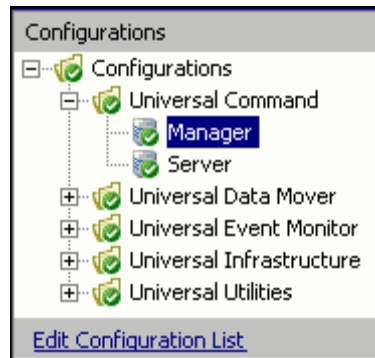 Configurations
Configurations
Universal Command
Manager
Server
Universal Data Mover
Universal Event Monitor
Universal Infrastructure
Universal Utilities
Edit Configuration List